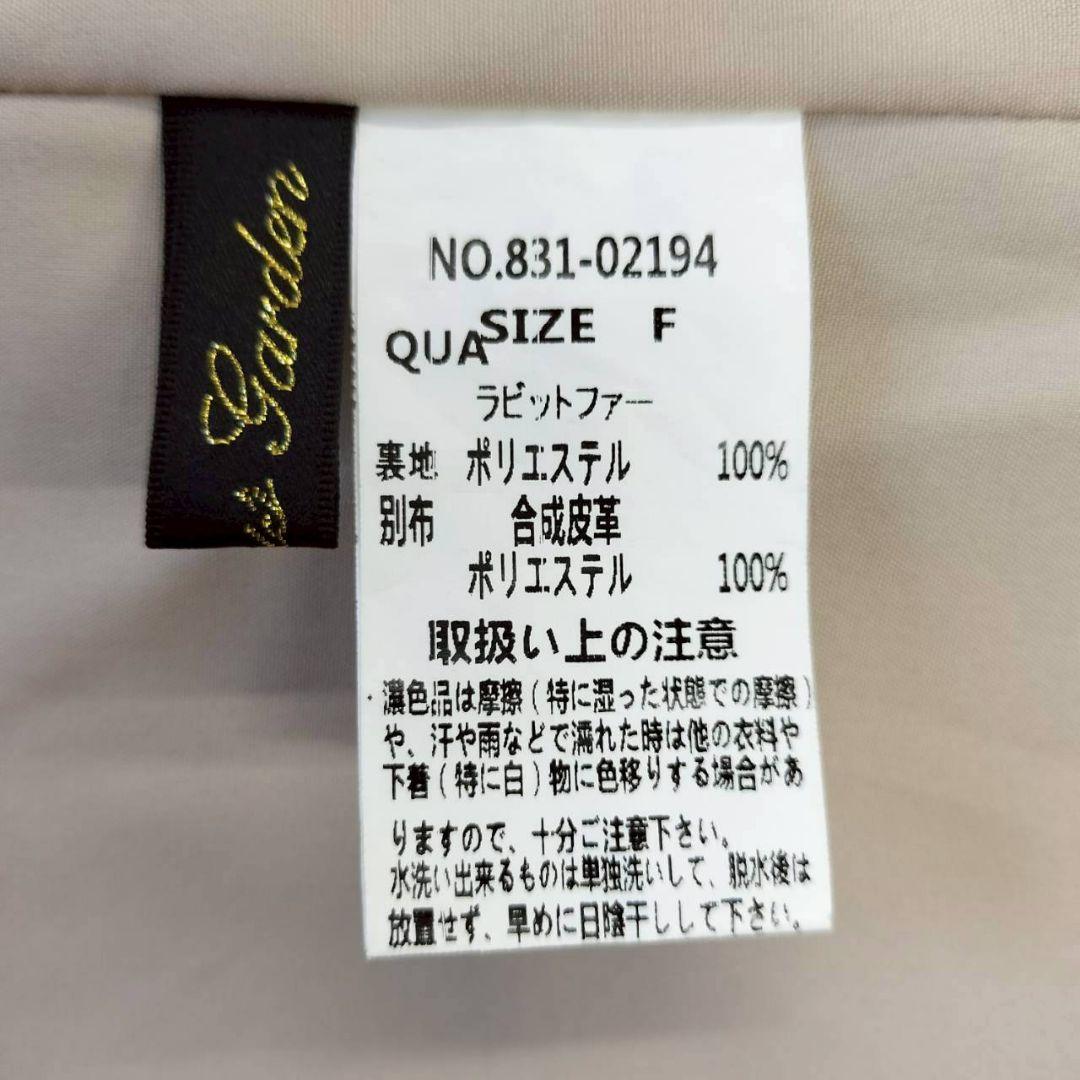 Garden
NO.831-02194
SIZE F
QUA
ラビットファー
裏地 ポリエステル 100%
別布 合成皮革
ポリエステル 100%
取扱い上の注意
・濃色品は摩擦(特に湿った状態での摩擦)
や、汗や雨などで濡れた時は他の衣料や
下着(特に白)物に色移りする場合があ
りますので、十分ご注意下さい。
水洗い出来るものは単独洗いして、脱水後は
放置せず、早めに日陰干しして下さい。